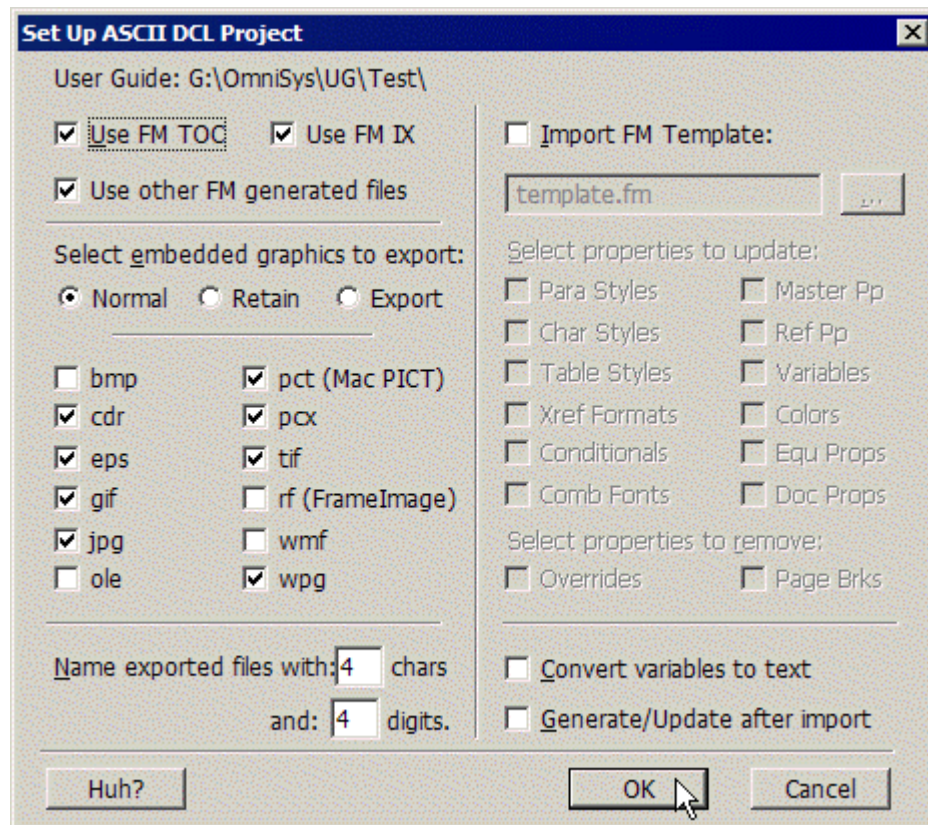 Set Up ASCII DCL Project
User Guide: G:\OmniSys\UG\Test\
Use FM TOC
Use FM IX
Use other FM generated files
Select embedded graphics to export:
Normal
Retain
Export
bmp
pct (Mac PICT)
cdr
pcx
eps
tif
gif
rf (FrameImage)
jpg
wmf
ole
wpg
Name exported files with: 4 chars
and: 4 digits.
Import FM Template:
template.fm
...
Select properties to update:
Para Styles
Master Pp
Char Styles
Ref Pp
Table Styles
Variables
Xref Formats
Colors
Conditionals
Equ Props
Comb Fonts
Doc Props
Select properties to remove:
Overrides
Page Brks
Convert variables to text
Generate/Update after import
Huh?
OK
Cancel